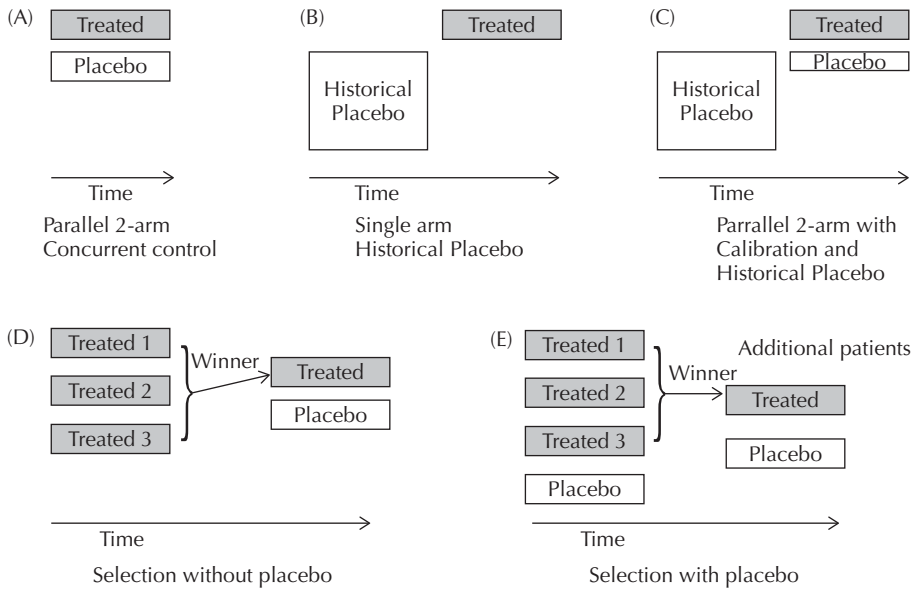 (A)
Treated
Placebo
Time
Parallel 2-arm
Concurrent control
(B)
Treated
Historical
Placebo
Time
Single arm
Historical Placebo
(C)
Treated
Placebo
Historical
Placebo
Time
Parrallel 2-arm with
Calibration and
Historical Placebo
(D)
Treated 1
Treated 2
Treated 3
Winner
Treated
Placebo
Time
Selection without placebo
(E)
Treated 1
Treated 2
Treated 3
Placebo
Winner
Additional patients
Treated
Placebo
Time
Selection with placebo